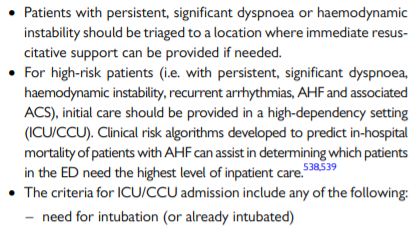 • Patients with persistent, significant dyspnoea or haemodynamic
instability should be triaged to a location where immediate resus-
citative support can be provided if needed.
• For high-risk patients (i.e. with persistent, significant dyspnoea,
haemodynamic instability, recurrent arrhythmias, AHF and associated
ACS), initial care should be provided in a high-dependency setting
(ICU/CCU). Clinical risk algorithms developed to predict in-hospital
mortality of patients with AHF can assist in determining which patients
in the ED need the highest level of inpatient care.538,539
• The criteria for ICU/CCU admission include any of the following:
– need for intubation (or already intubated)